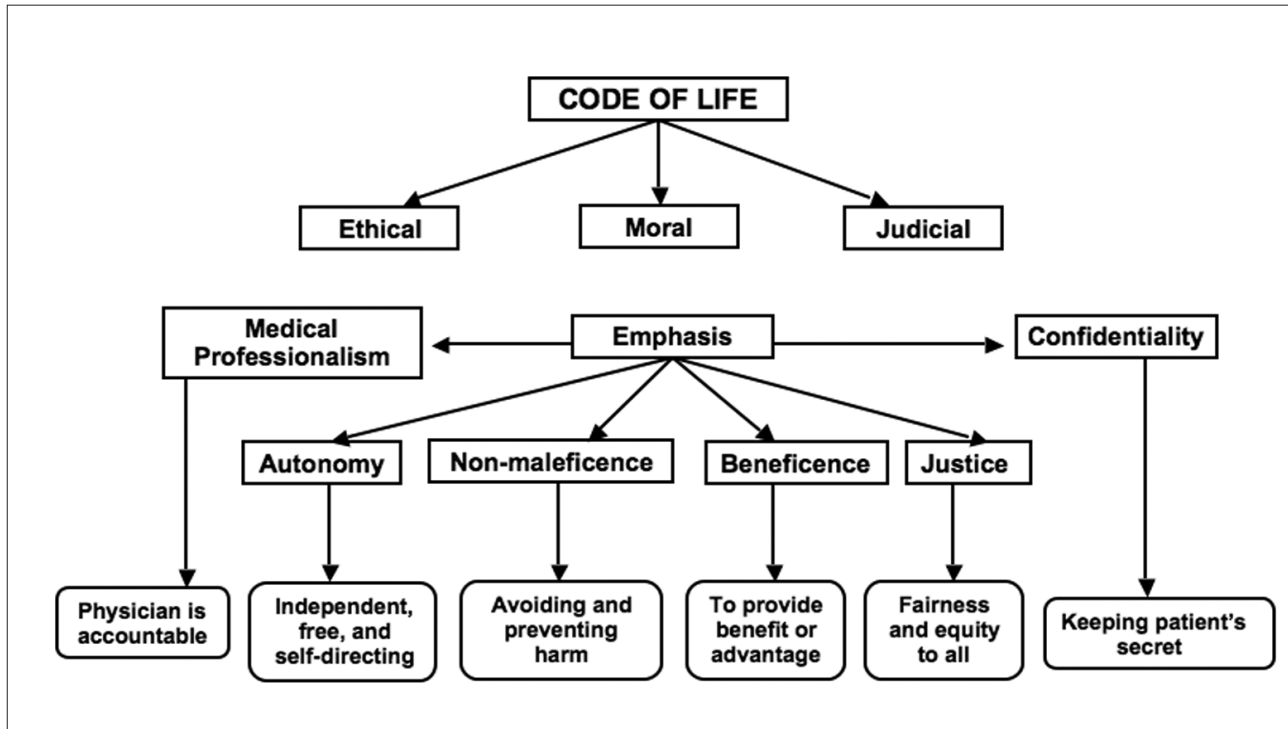 CODE OF LIFE
Ethical
Moral
Judicial
Medical
Professionalism
Emphasis
Confidentiality
Autonomy
Non-maleficence
Beneficence
Justice
Physician is
accountable
Independent,
free, and
self-directing
Avoiding and
preventing
harm
To provide
benefit or
advantage
Fairness
and equity
to all
Keeping patient's
secret